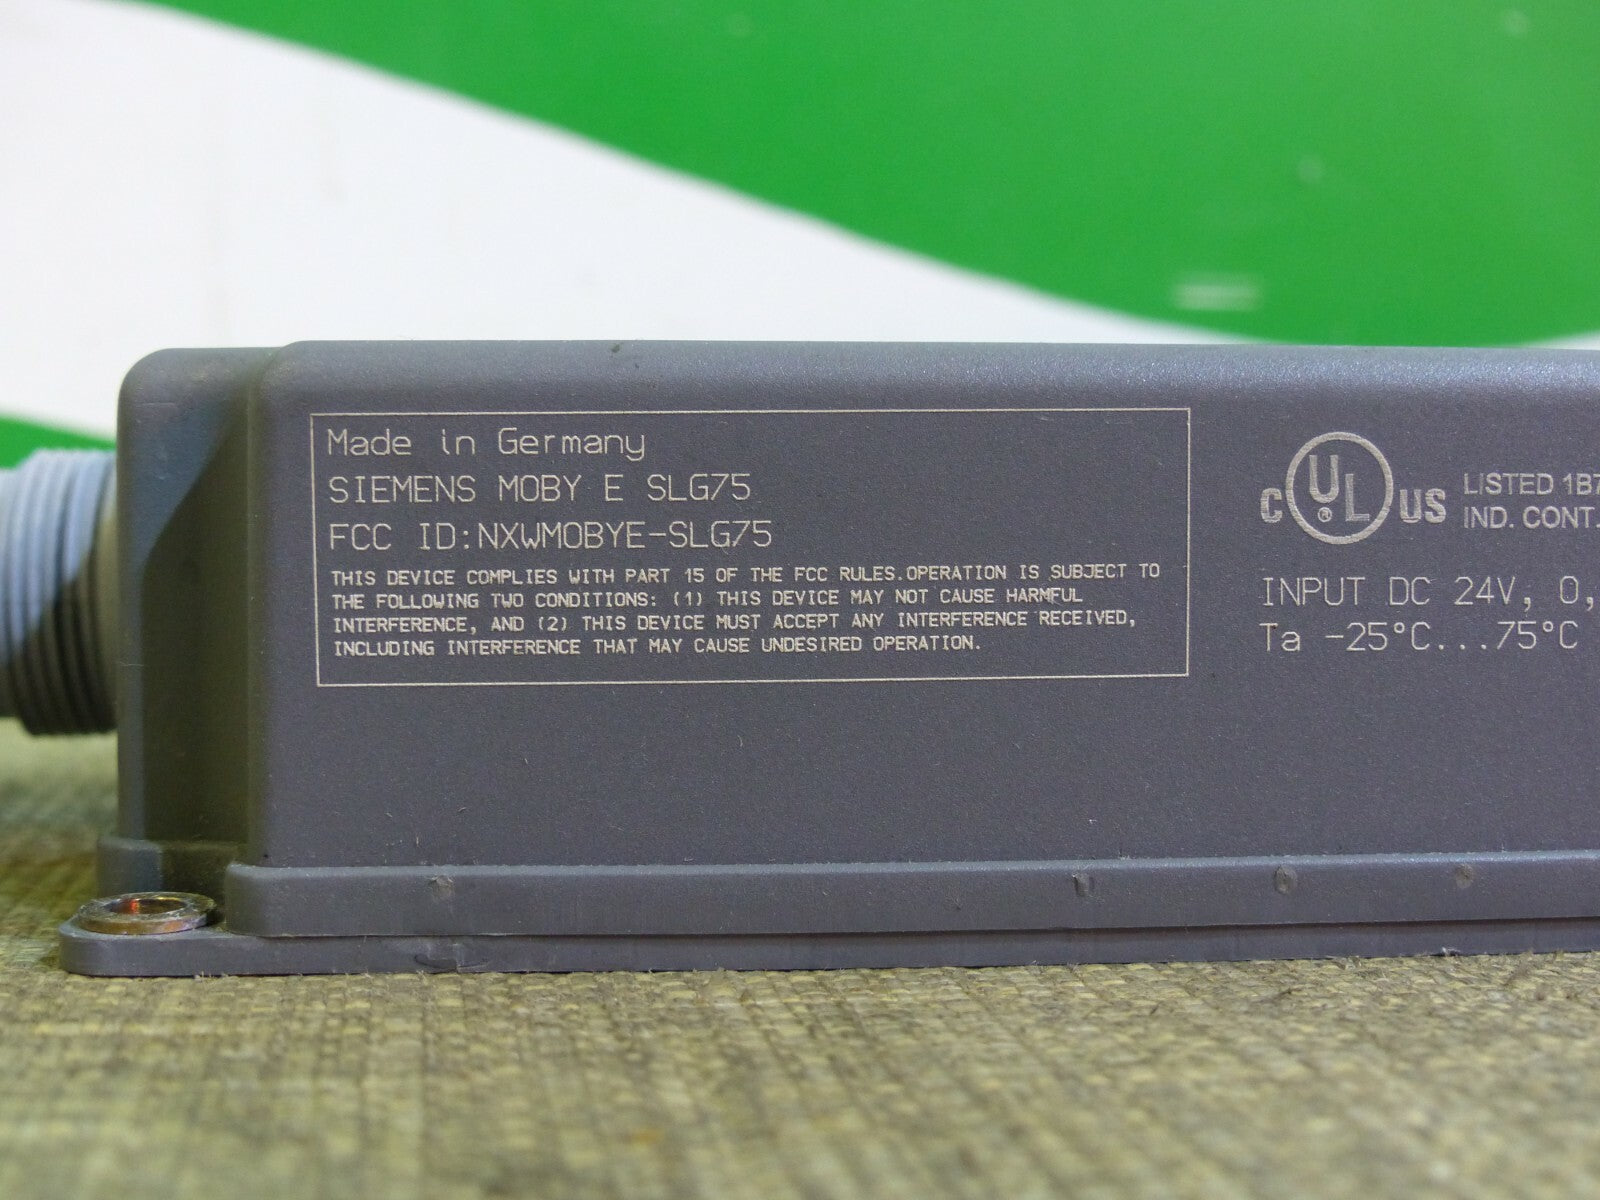 Made in Germany
SIEMENS MOBY E SLG75
FCC ID:NXWMOBYE-SLG75
THIS DEVICE COMPLIES WITH PART 15 OF THE FCC RULES.OPERATION IS SUBJECT TO
THE FOLLOWING TWO CONDITIONS: (1) THIS DEVICE MAY NOT CAUSE HARMFUL
INTERFERENCE, AND (2) THIS DEVICE MUST ACCEPT ANY INTERFERENCE RECEIVED,
INCLUDING INTERFERENCE THAT MAY CAUSE UNDESIRED OPERATION.
C UL® US
LISTED 1B7
IND. CONT.
INPUT DC 24V, 0,
Ta -25°C...75°C